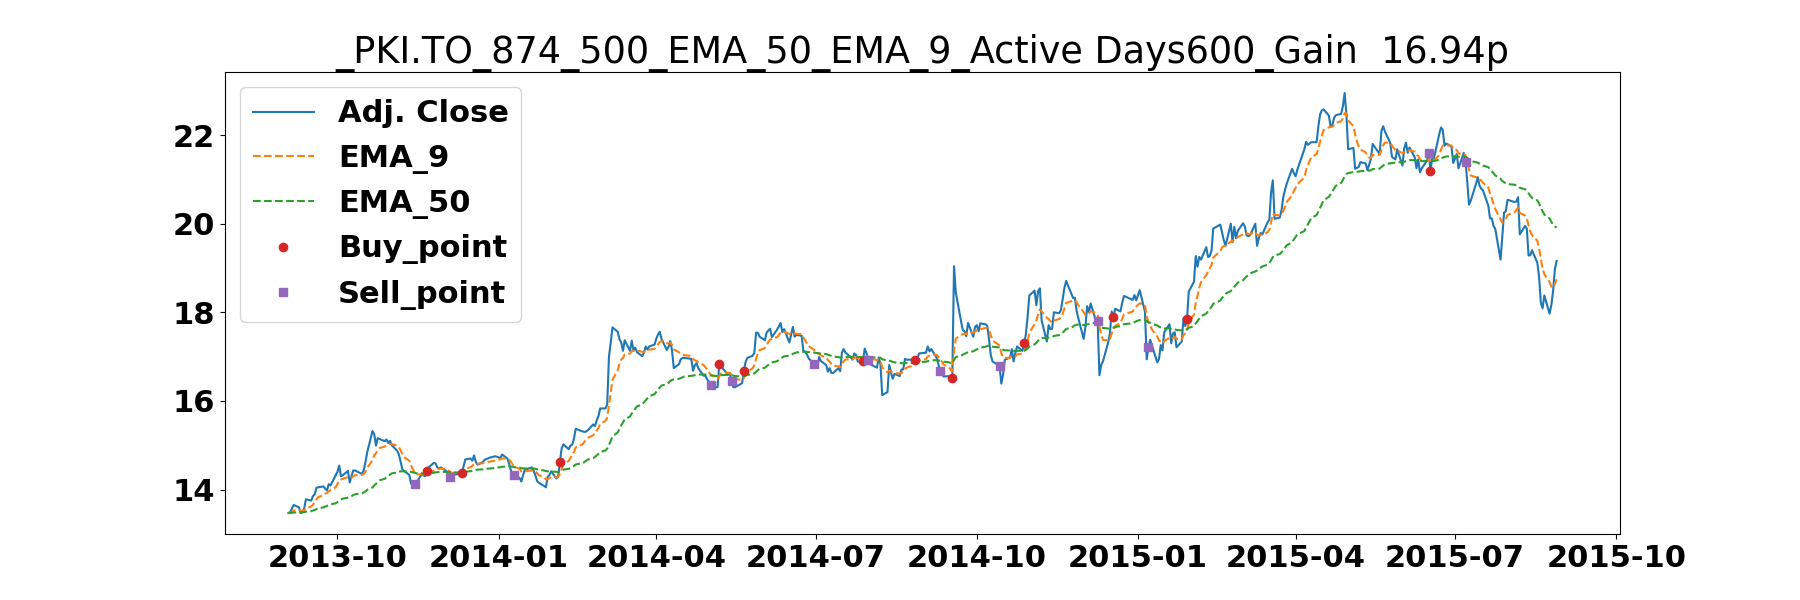 _PKI.TO_874_500_EMA_50_EMA_9_Active Days600_Gain  16.94p
Adj. Close
EMA_9
EMA_50
Buy_point
Sell_point
22
20
18
16
14
2013-10 2014-01 2014-04 2014-07 2014-10 2015-01 2015-04 2015-07 2015-10